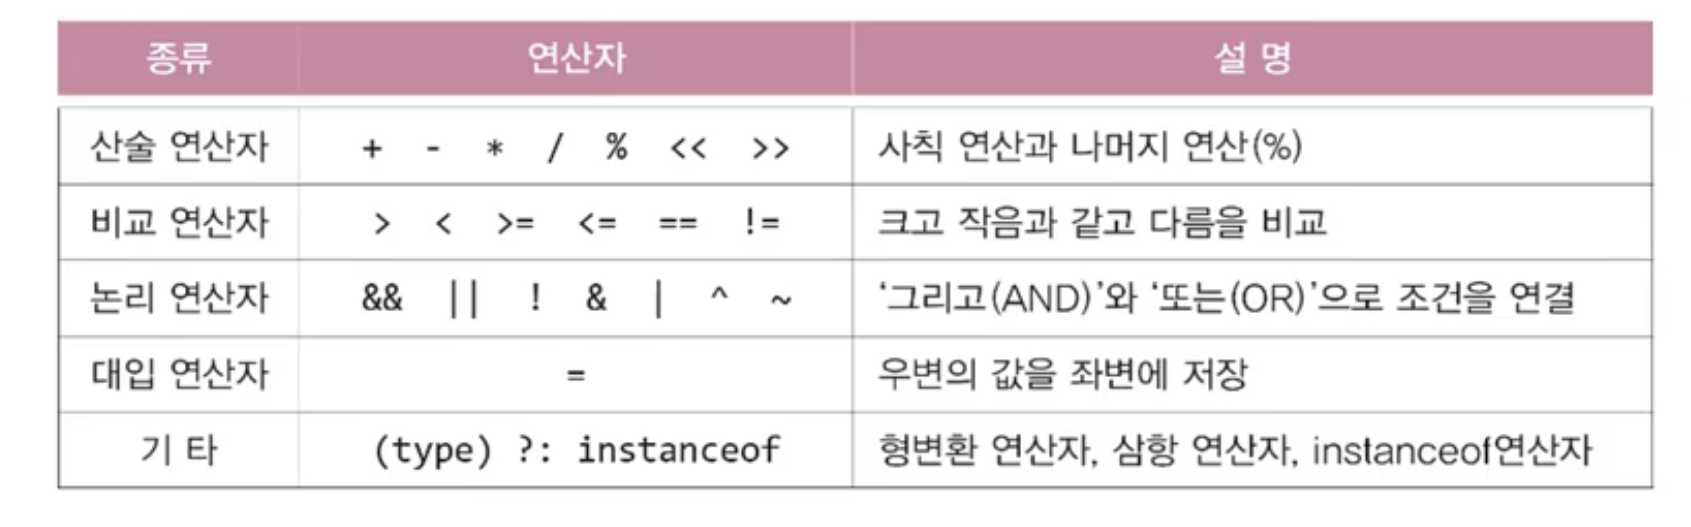 종류 연산자 설 명
산술 연산자 + - * / % << >> 사칙 연산과 나머지 연산(%)
비교 연산자 > < >= <= == != 크고 작음과 같고 다름을 비교
논리 연산자 && || ! & | ^ ~ ‘그리고(AND)’와 ‘또는(OR)’으로 조건을 연결
대입 연산자 = 우변의 값을 좌변에 저장
기 타 (type) ?: instanceof 형변환 연산자, 삼항 연산자, instanceof연산자